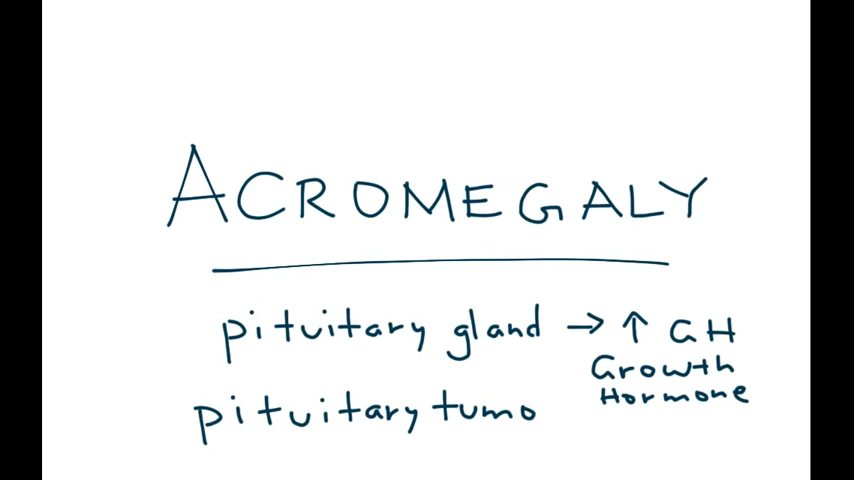 ACROMEGALY
pituitary gland → ↑ GH
Growth
Hormone
pituitary tumo